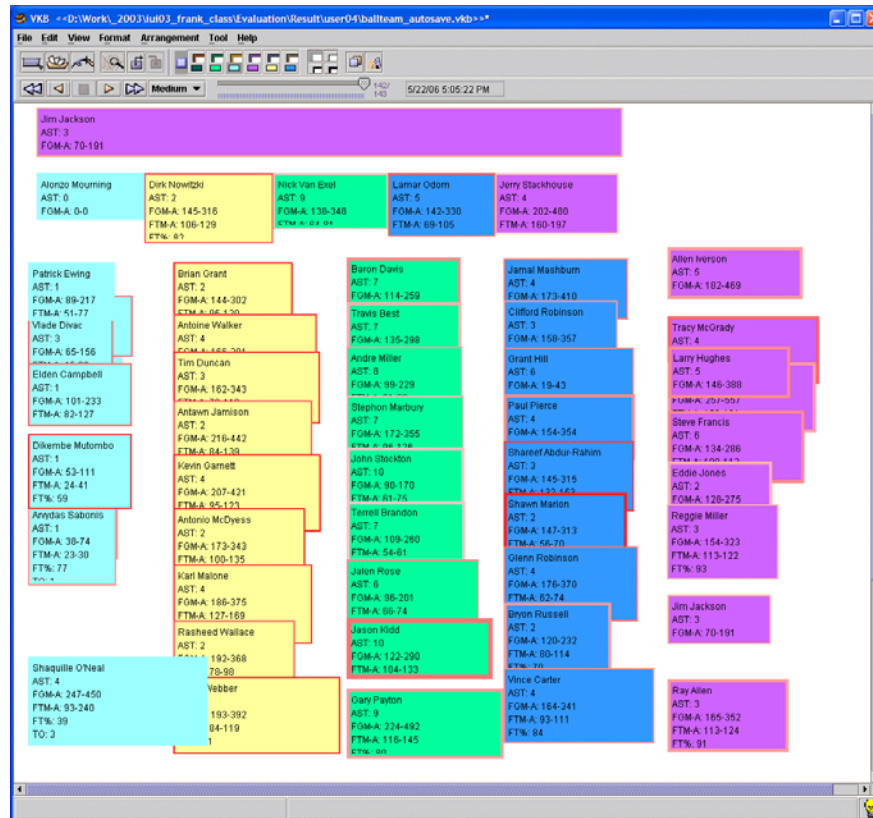 VKB <<D:\Work\_2003\iui03_frank_class\Evaluation\Result\user04\ballteam_autosave.vkb>>*
File Edit View Format Arrangement Tool Help
Medium
142/
143
5/22/06 5:05:22 PM
Jim Jackson
AST: 3
FGM-A: 70-191
Alonzo Mourning
AST: 0
FGM-A: 0-0
Dirk Nowitzki
AST: 2
FGM-A: 145-316
FTM-A: 106-129
FT%: 82
Nick Van Exel
AST: 9
FGM-A: 138-348
Lamar Odom
AST: 5
FGM-A: 142-330
FTM-A: 69-105
Jerry Stackhouse
AST: 4
FGM-A: 202-480
FTM-A: 160-197
Patrick Ewing
AST: 1
FGM-A: 89-217
FTM-A: 51-77
Vlade Divac
AST: 3
FGM-A: 65-156
Elden Campbell
AST: 1
FGM-A: 101-233
FTM-A: 82-127
Dikembe Mutombo
AST: 1
FGM-A: 53-111
FTM-A: 24-41
FT%: 59
Arvydas Sabonis
AST: 1
FGM-A: 38-74
FTM-A: 23-30
FT%: 77
Shaquille O'Neal
AST: 4
FGM-A: 247-450
FTM-A: 93-240
FT%: 39
TO: 3
Brian Grant
AST: 2
FGM-A: 144-302
Antoine Walker
AST: 4
Tim Duncan
AST: 3
FGM-A: 162-343
Antawn Jamison
AST: 2
FGM-A: 216-442
FTM-A: 84-139
Kevin Garnett
AST: 4
FGM-A: 207-421
FTM-A: 95-123
Antonio McDyess
AST: 2
FGM-A: 173-343
FTM-A: 100-135
Karl Malone
AST: 4
FGM-A: 186-375
FTM-A: 127-169
Rasheed Wallace
AST: 2
192-368
78-98
Webber
193-392
84-119
1
Baron Davis
AST: 7
FGM-A: 114-259
Travis Best
AST: 7
FGM-A: 135-298
Andre Miller
AST: 8
FGM-A: 99-229
Stephon Marbury
AST: 7
FGM-A: 172-355
John Stockton
AST: 10
FGM-A: 90-170
FTM-A: 61-75
Terrell Brandon
AST: 7
FGM-A: 109-260
FTM-A: 54-61
Jalen Rose
AST: 6
FGM-A: 96-201
FTM-A: 66-74
Jason Kidd
AST: 10
FGM-A: 122-290
FTM-A: 104-133
Gary Payton
AST: 9
FGM-A: 224-492
FTM-A: 116-145
FT%: 80
Jamal Mashburn
AST: 4
FGM-A: 173-410
Clifford Robinson
AST: 3
FGM-A: 158-357
Grant Hill
AST: 6
FGM-A: 19-43
Paul Pierce
AST: 4
FGM-A: 154-354
Shareef Abdur-Rahim
AST: 3
FGM-A: 145-315
Shawn Marion
AST: 2
FGM-A: 147-313
FTM-A: 56-70
Glenn Robinson
AST: 4
FGM-A: 176-370
FTM-A: 62-74
Bryon Russell
AST: 2
FGM-A: 120-232
FTM-A: 80-114
Vince Carter
AST: 4
FGM-A: 164-341
FTM-A: 93-111
FT%: 84
Allen Iverson
AST: 5
FGM-A: 182-469
Tracy McGrady
AST: 4
Larry Hughes
AST: 5
FGM-A: 146-388
FGM-A: 257-557
Steve Francis
AST: 6
FGM-A: 134-286
Eddie Jones
AST: 2
FGM-A: 128-275
Reggie Miller
AST: 3
FGM-A: 154-323
FTM-A: 113-122
FT%: 93
Jim Jackson
AST: 3
FGM-A: 70-191
Ray Allen
AST: 3
FGM-A: 165-352
FTM-A: 113-124
FT%: 91